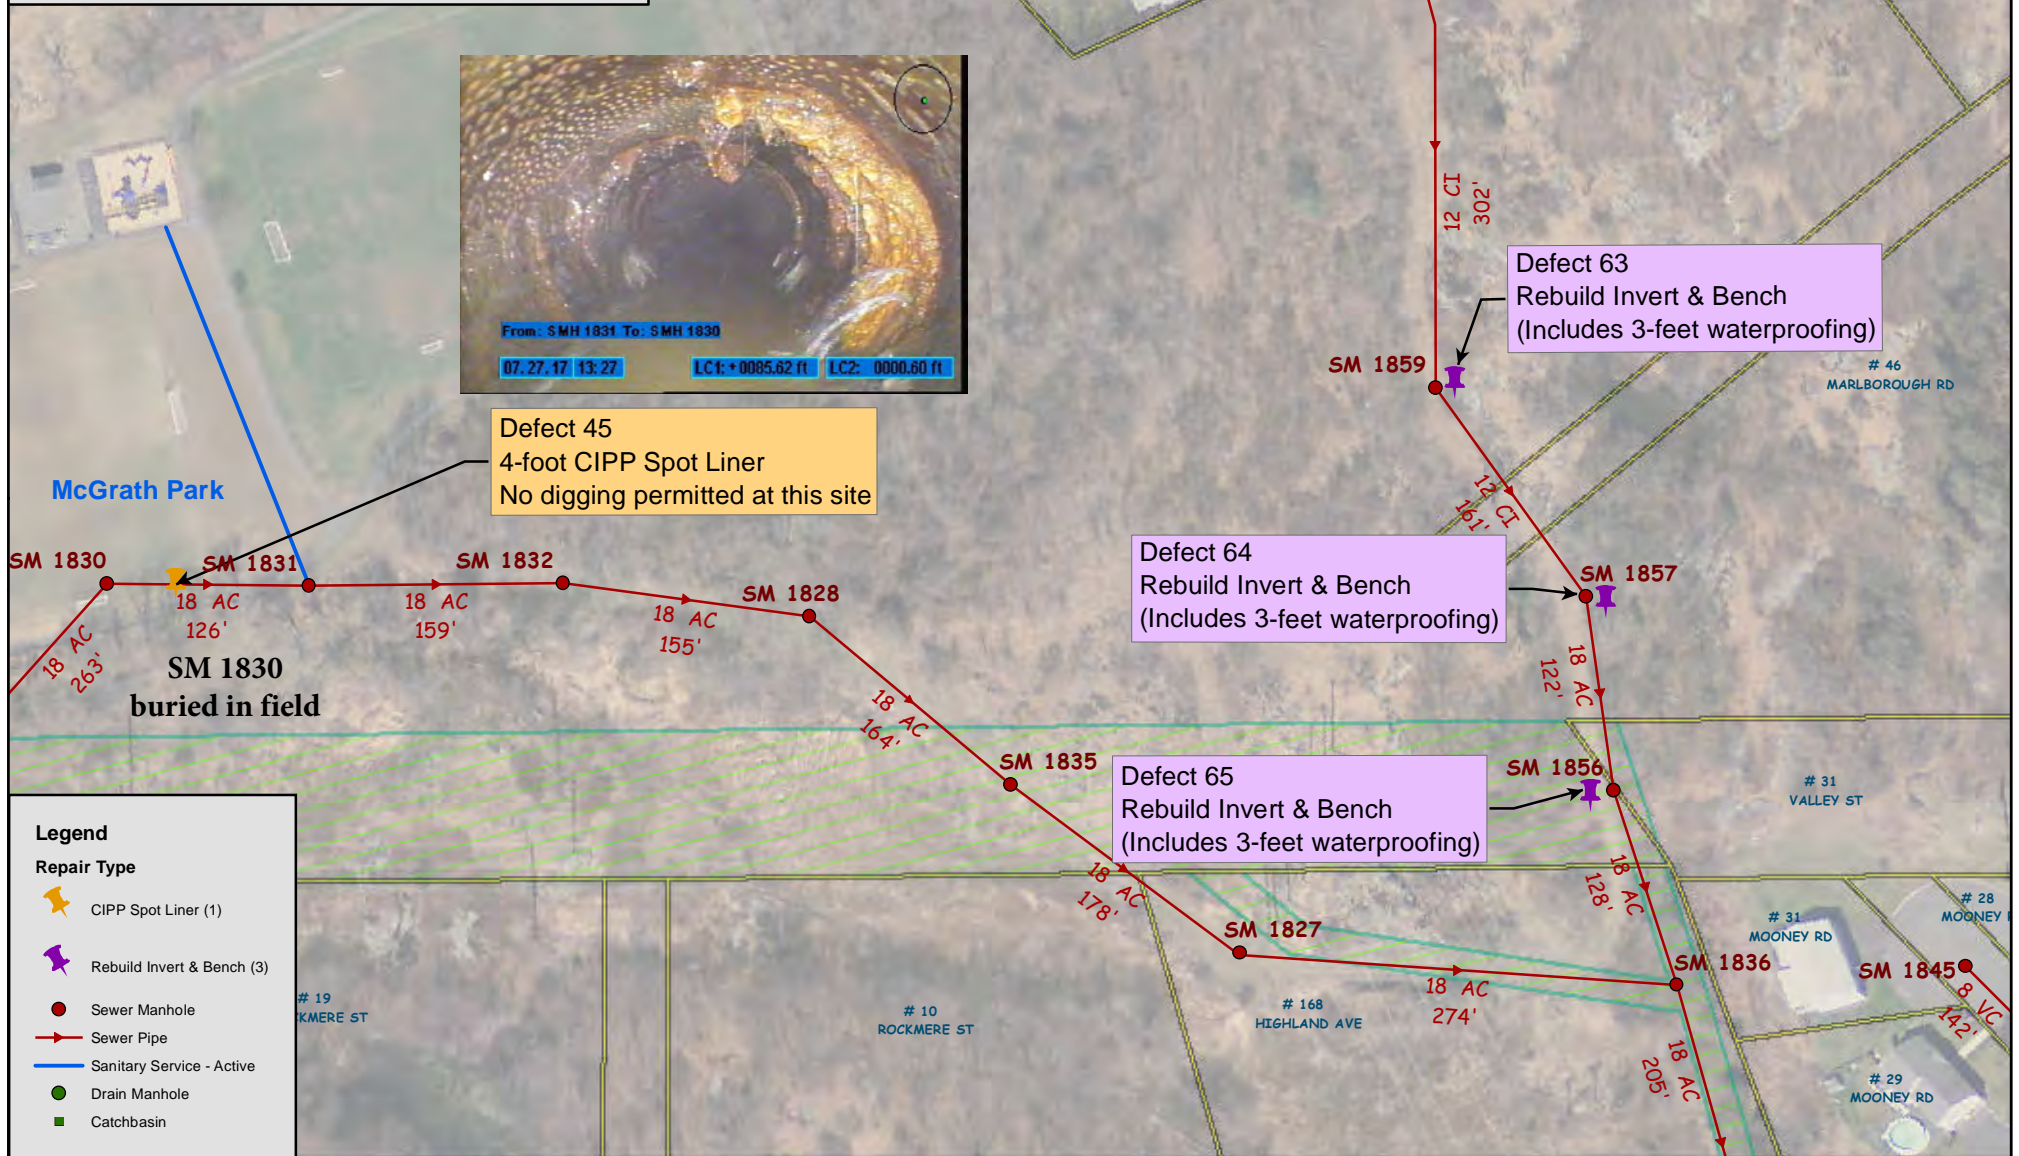 From: SMH 1831 To: SMH 1830
07.27.17 13:27 LC1: +0085.62 ft LC2: 0000.60 ft
12 CI
302'
Defect 63
Rebuild Invert & Bench
(Includes 3-feet waterproofing)
SM 1859
# 46
MARLBOROUGH RD
Defect 45
4-foot CIPP Spot Liner
No digging permitted at this site
McGrath Park
12 CI
161'
SM 1830
SM 1831
SM 1832
SM 1828
18 AC
126'
18 AC
159'
18 AC
155'
18 AC
263'
SM 1830
buried in field
Defect 64
Rebuild Invert & Bench
(Includes 3-feet waterproofing)
SM 1857
18 AC
122'
18 AC
164'
SM 1835
Defect 65
Rebuild Invert & Bench
(Includes 3-feet waterproofing)
SM 1856
# 31
VALLEY ST
18 AC
178'
18 AC
128'
SM 1827
# 31
MOONEY RD
# 28
MOONEY
SM 1836
SM 1845
8 VC
142'
18 AC
274'
# 168
HIGHLAND AVE
# 10
ROCKMERE ST
# 19
KMERE ST
18 AC
205'
# 29
MOONEY RD
Legend
Repair Type
CIPP Spot Liner (1)
Rebuild Invert & Bench (3)
Sewer Manhole
Sewer Pipe
Sanitary Service - Active
Drain Manhole
Catchbasin